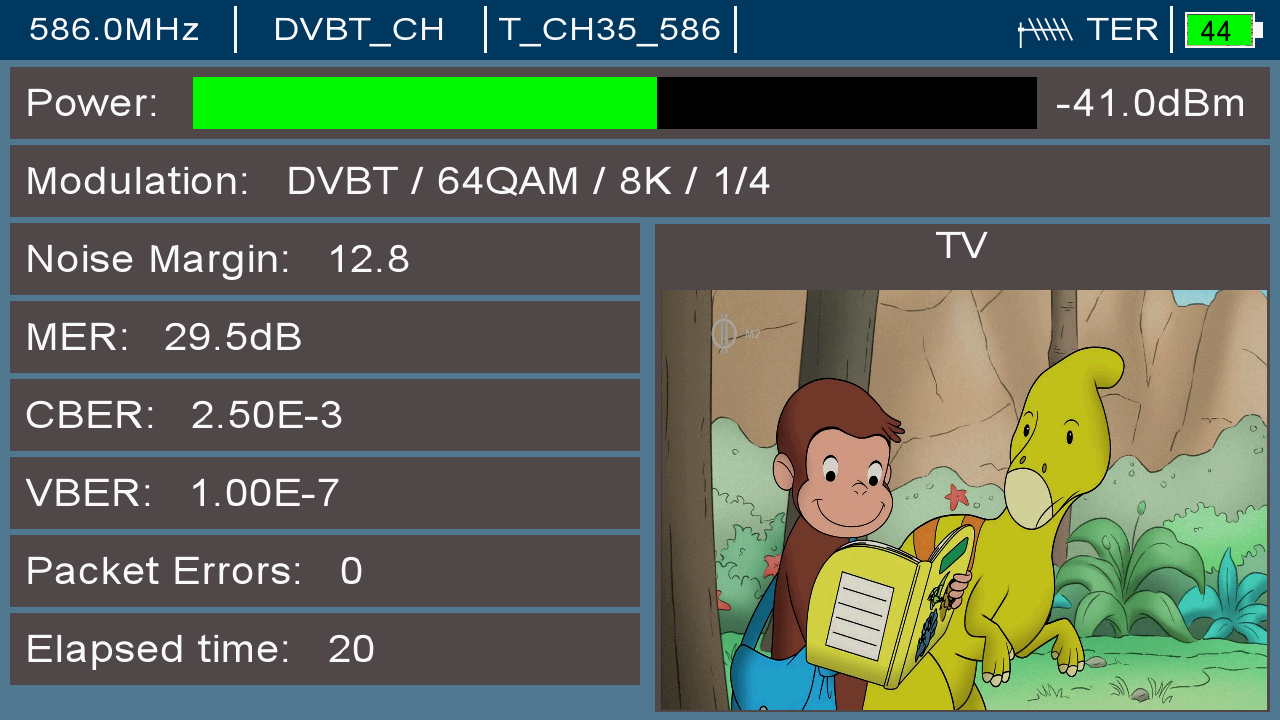 586.0MHz DVBT_CH T_CH35_586 TER 44
Power: -41.0dBm
Modulation: DVBT / 64QAM / 8K / 1/4
Noise Margin: 12.8
TV
MER: 29.5dB
M2
CBER: 2.50E-3
VBER: 1.00E-7
Packet Errors: 0
Elapsed time: 20